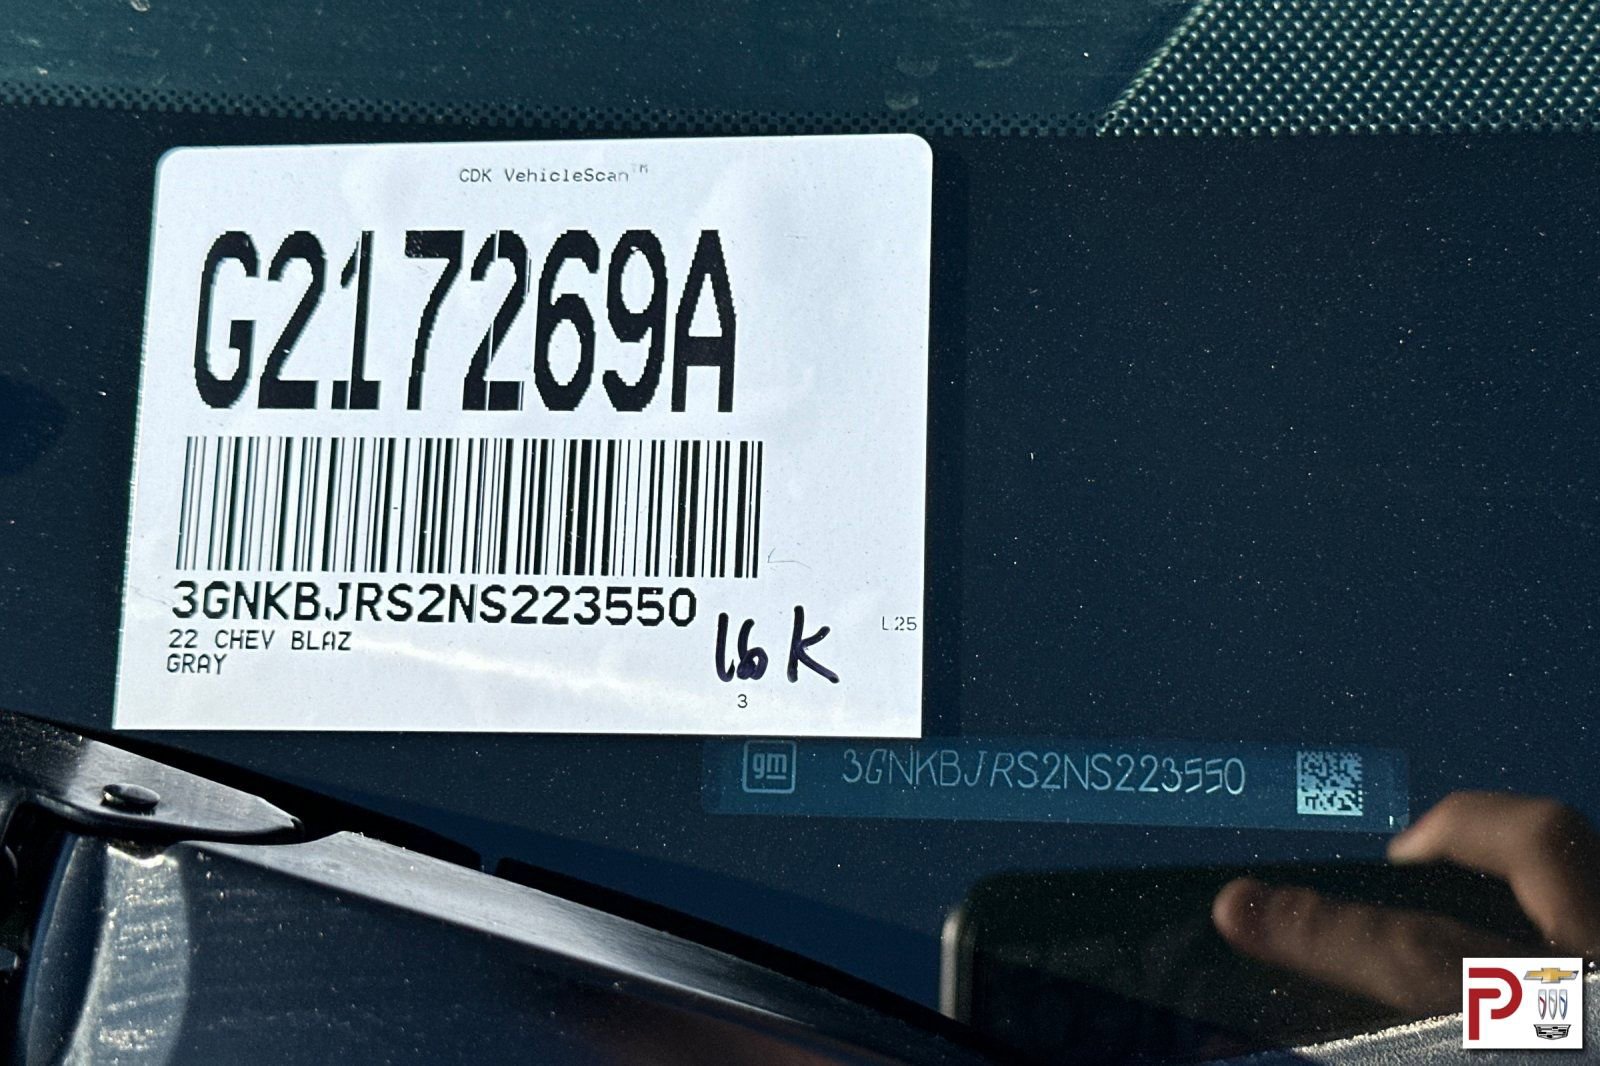 CDK VehicleScan™
G217269A
3GNKBJRS2NS223550
22 CHEV BLAZ
GRAY
16 K
L25
3
gm 3GNKBJRS2NS223550
P